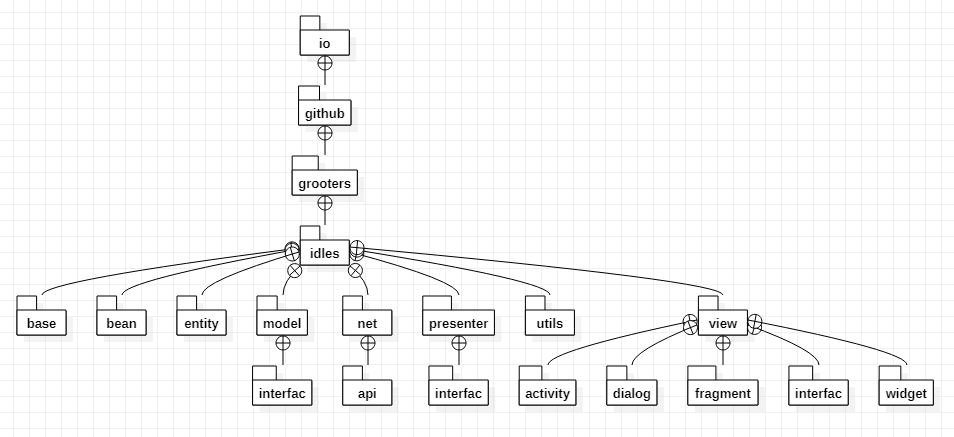 io
github
grooters
idles
base
bean
entity
model
net
presenter
utils
view
interfac
api
interfac
activity
dialog
fragment
interfac
widget